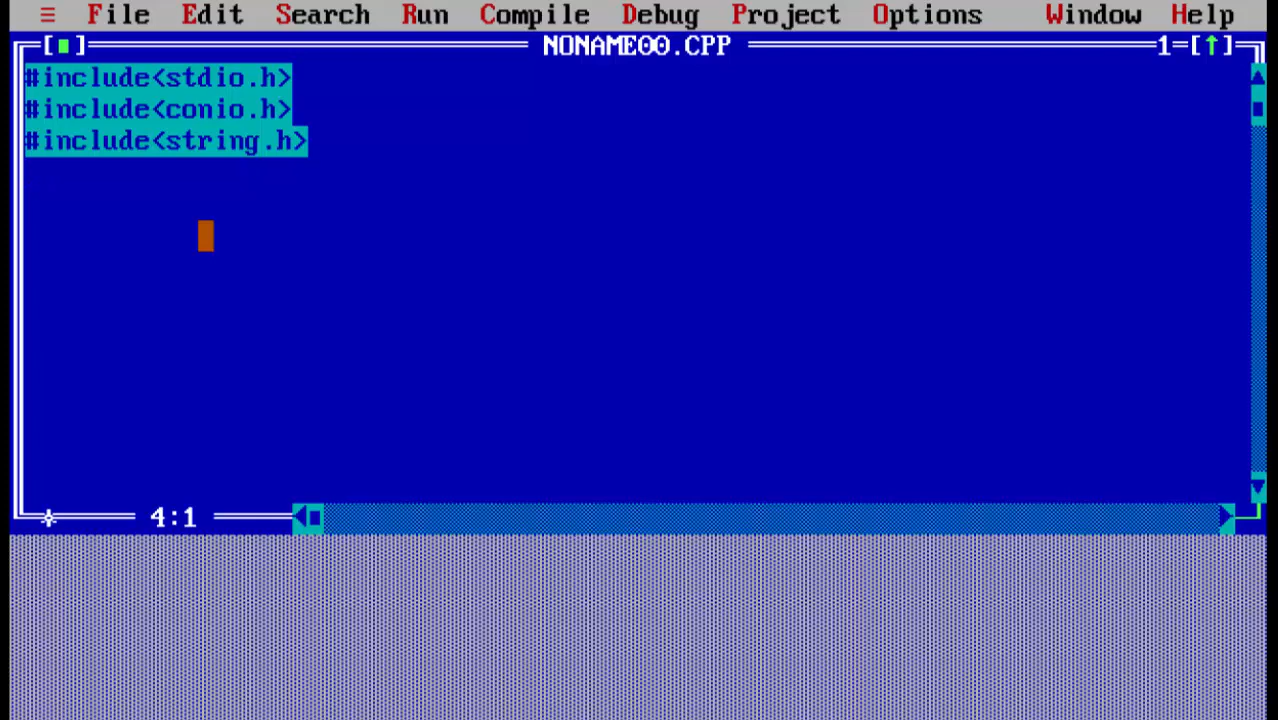 ≡ File Edit Search Run Compile Debug Project Options Window Help
[■] NONAME00.CPP 1=[↑]
#include<stdio.h>
#include<conio.h>
#include<string.h>
4:1